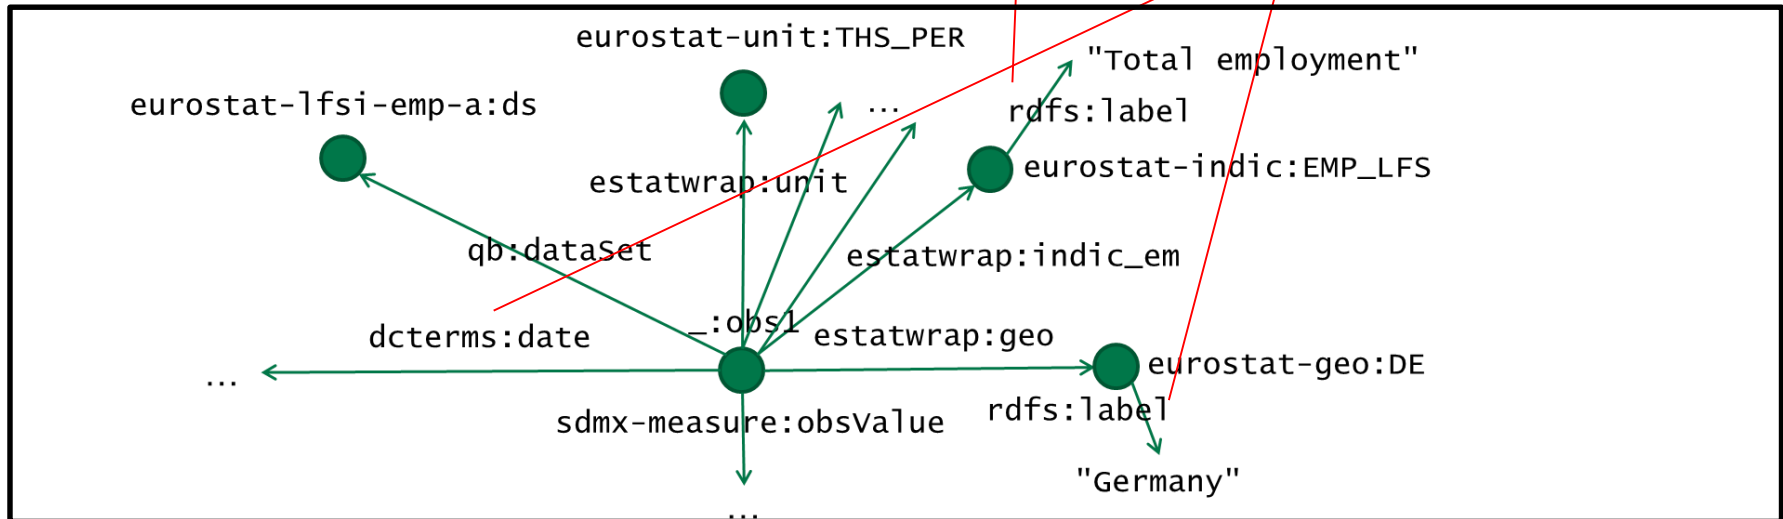 eurostat-unit:THS_PER
"Total employment"
eurostat-lfsi-emp-a:ds
...
rdfs:label
eurostat-indic:EMP_LFS
estatwrap:unit
qb:dataSet
estatwrap:indic_em
_:obs1
dcterms:date
estatwrap:geo
eurostat-geo:DE
...
rdfs:label
sdmx-measure:obsValue
"Germany"
...